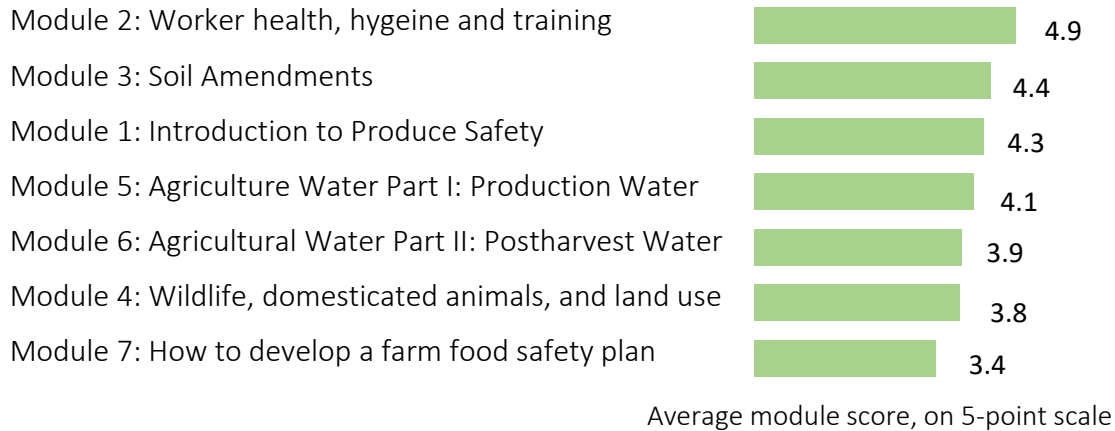 Module 2: Worker health, hygeine and training 4.9
Module 3: Soil Amendments 4.4
Module 1: Introduction to Produce Safety 4.3
Module 5: Agriculture Water Part I: Production Water 4.1
Module 6: Agricultural Water Part II: Postharvest Water 3.9
Module 4: Wildlife, domesticated animals, and land use 3.8
Module 7: How to develop a farm food safety plan 3.4
Average module score, on 5-point scale